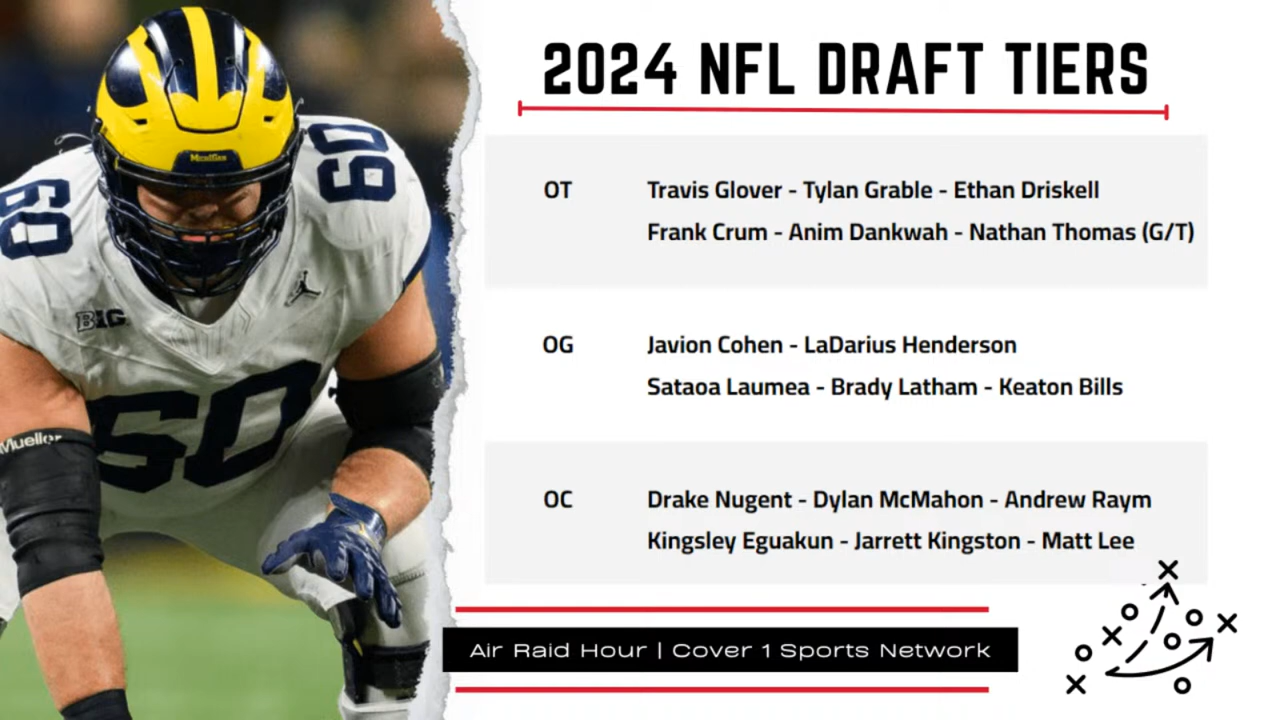 2024 NFL DRAFT TIERS
OT
Travis Glover - Tylan Grable - Ethan Driskell
Frank Crum - Anim Dankwah - Nathan Thomas (G/T)
OG
Javion Cohen - LaDarius Henderson
Sataoa Laumea - Brady Latham - Keaton Bills
OC
Drake Nugent - Dylan McMahon - Andrew Raym
Kingsley Eguakun - Jarrett Kingston - Matt Lee
Air Raid Hour | Cover 1 Sports Network
Michigan
60
60
B1G
60
Mueller